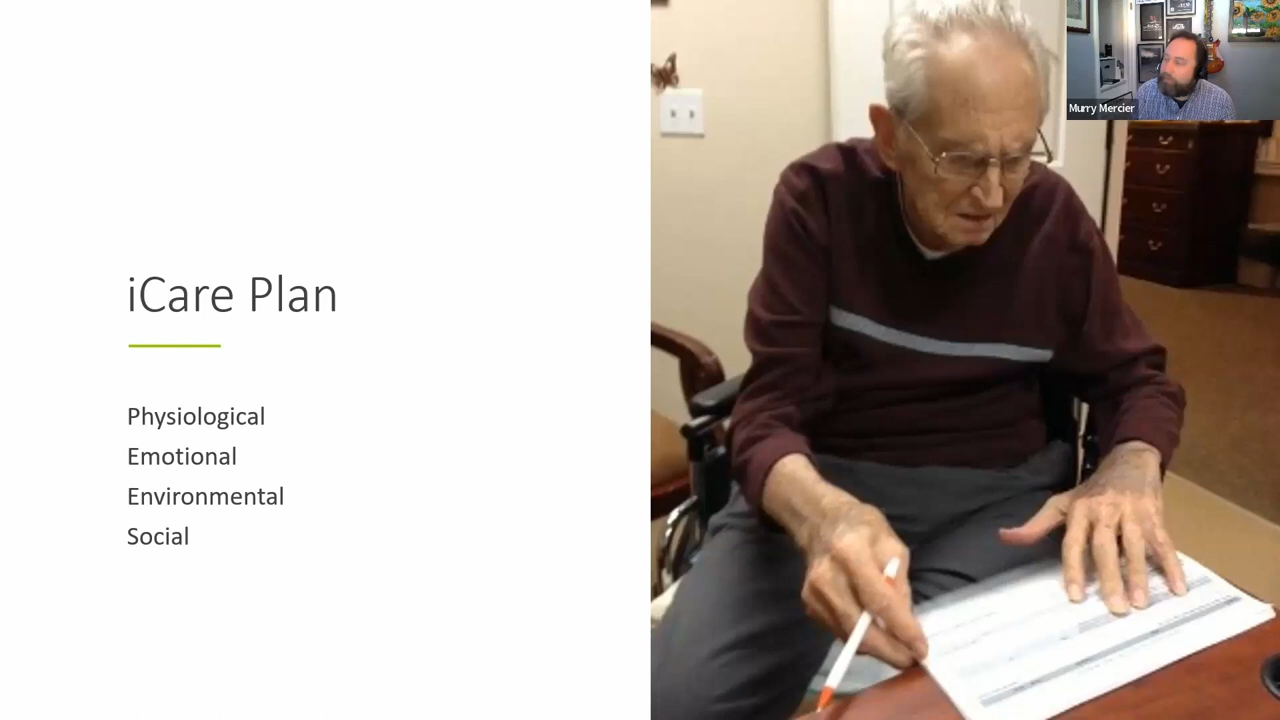 iCare Plan
Physiological
Emotional
Environmental
Social
Murry Mercier